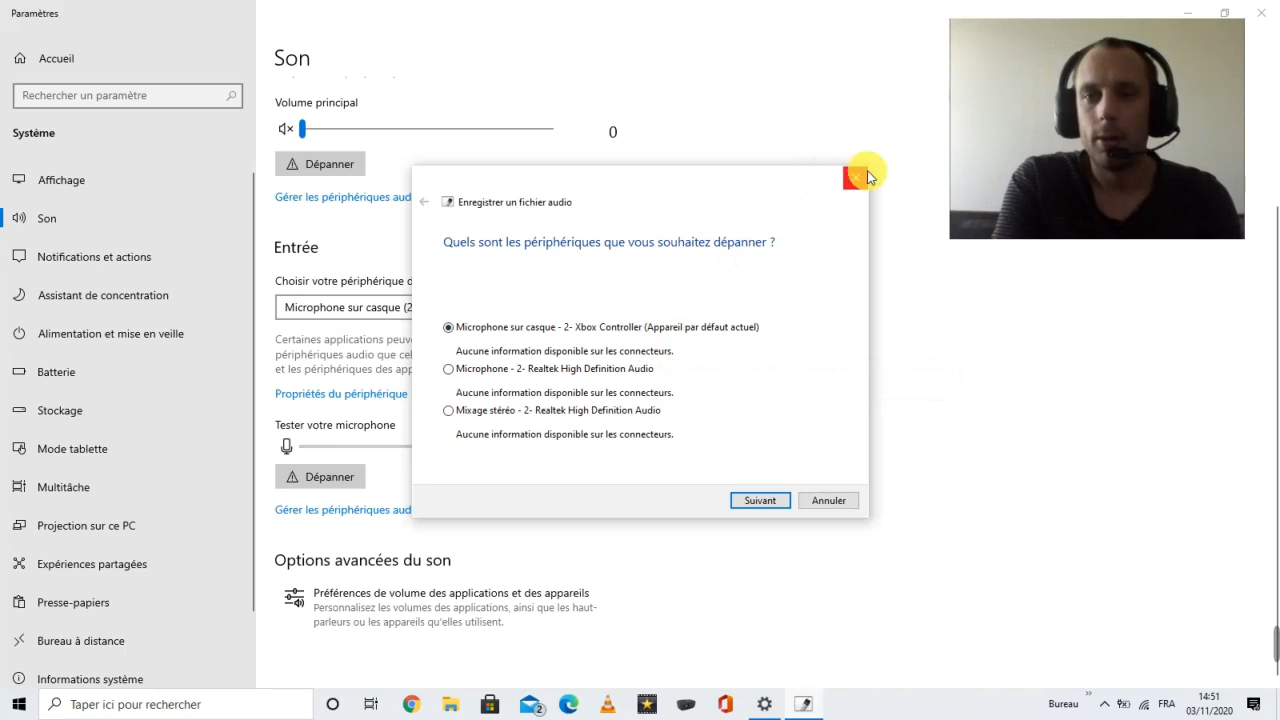 Paramètres
Accueil
Rechercher un paramètre
Système
Affichage
Son
Notifications et actions
Assistant de concentration
Alimentation et mise en veille
Batterie
Stockage
Mode tablette
Multitâche
Projection sur ce PC
Expériences partagées
Presse-papiers
Bureau à distance
Informations système
Son
Volume principal
0
Dépanner
Gérer les périphériques aud
Entrée
Choisir votre périphérique d
Microphone sur casque (2
Certaines applications peuv
périphériques audio que cel
et les périphériques des app
Propriétés du périphérique
Tester votre microphone
Dépanner
Gérer les périphériques aud
Options avancées du son
Préférences de volume des applications et des appareils
Personnalisez les volumes des applications, ainsi que les haut-
parleurs ou les appareils qu'elles utilisent.
Enregistrer un fichier audio
Quels sont les périphériques que vous souhaitez dépanner ?
Microphone sur casque - 2- Xbox Controller (Appareil par défaut actuel)
Aucune information disponible sur les connecteurs.
Microphone - 2- Realtek High Definition Audio
Aucune information disponible sur les connecteurs.
Mixage stéréo - 2- Realtek High Definition Audio
Aucune information disponible sur les connecteurs.
Suivant
Annuler
Taper ici pour rechercher
2
Bureau
FRA
14:51
03/11/2020